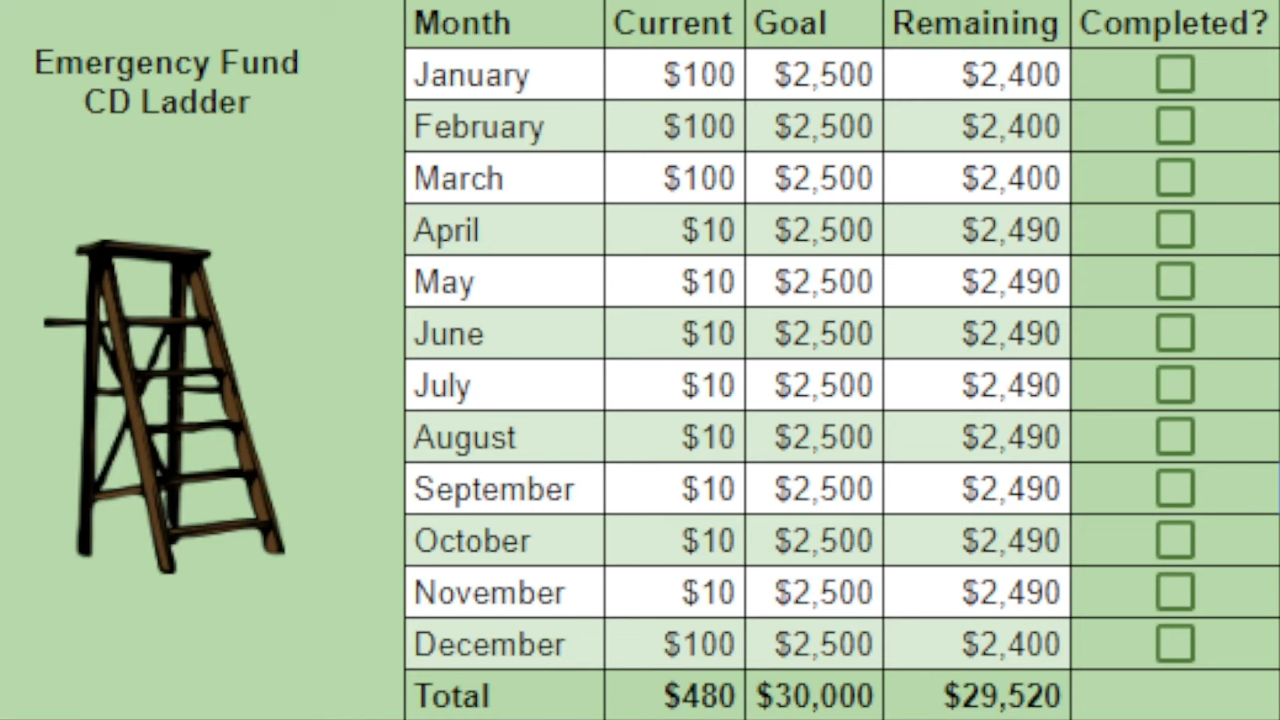 Emergency Fund
CD Ladder
Month Current Goal Remaining Completed?
January $100 $2,500 $2,400
February $100 $2,500 $2,400
March $100 $2,500 $2,400
April $10 $2,500 $2,490
May $10 $2,500 $2,490
June $10 $2,500 $2,490
July $10 $2,500 $2,490
August $10 $2,500 $2,490
September $10 $2,500 $2,490
October $10 $2,500 $2,490
November $10 $2,500 $2,490
December $100 $2,500 $2,400
Total $480 $30,000 $29,520